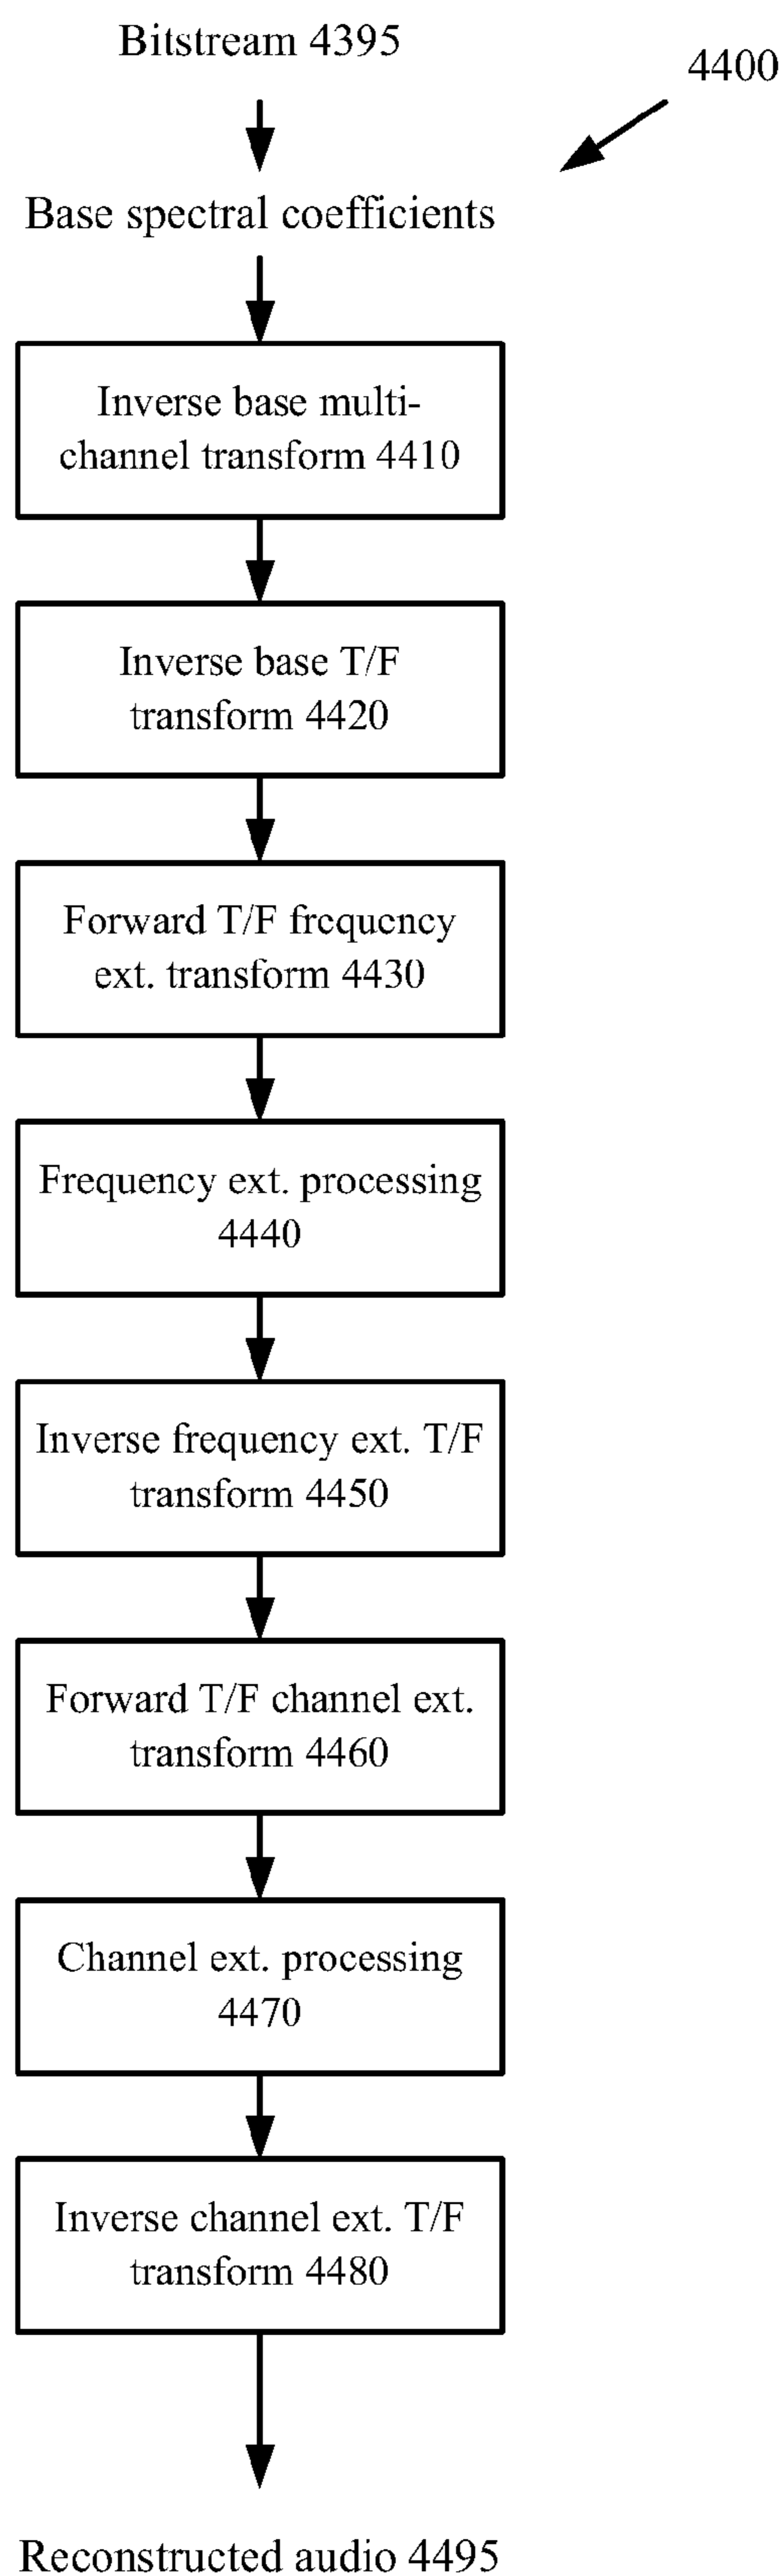 Bitstream 4395
4400
Base spectral coefficients
Inverse base multi-
channel transform 4410
Inverse base T/F
transform 4420
Forward T/F frequency
ext. transform 4430
Frequency ext. processing
4440
Inverse frequency ext. T/F
transform 4450
Forward T/F channel ext.
transform 4460
Channel ext. processing
4470
Inverse channel ext. T/F
transform 4480
Reconstructed audio 4495